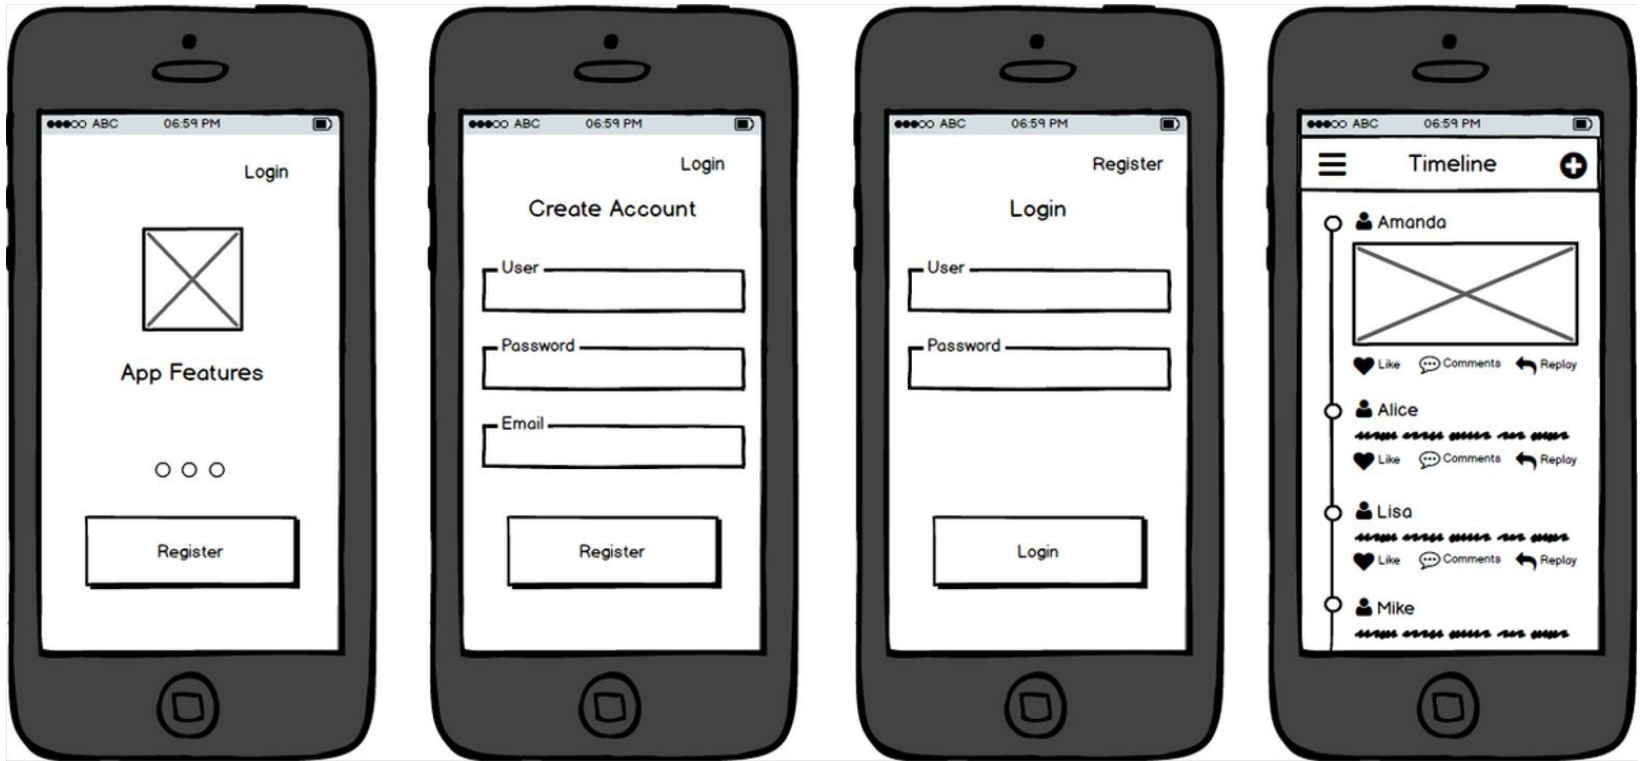 ABC 06:59 PM
Login
App Features
Register
ABC 06:59 PM
Login
Create Account
User
Password
Email
Register
ABC 06:59 PM
Register
Login
User
Password
Login
ABC 06:59 PM
Timeline
Amanda
Like Comments Replay
Alice
Like Comments Replay
Lisa
Like Comments Replay
Mike